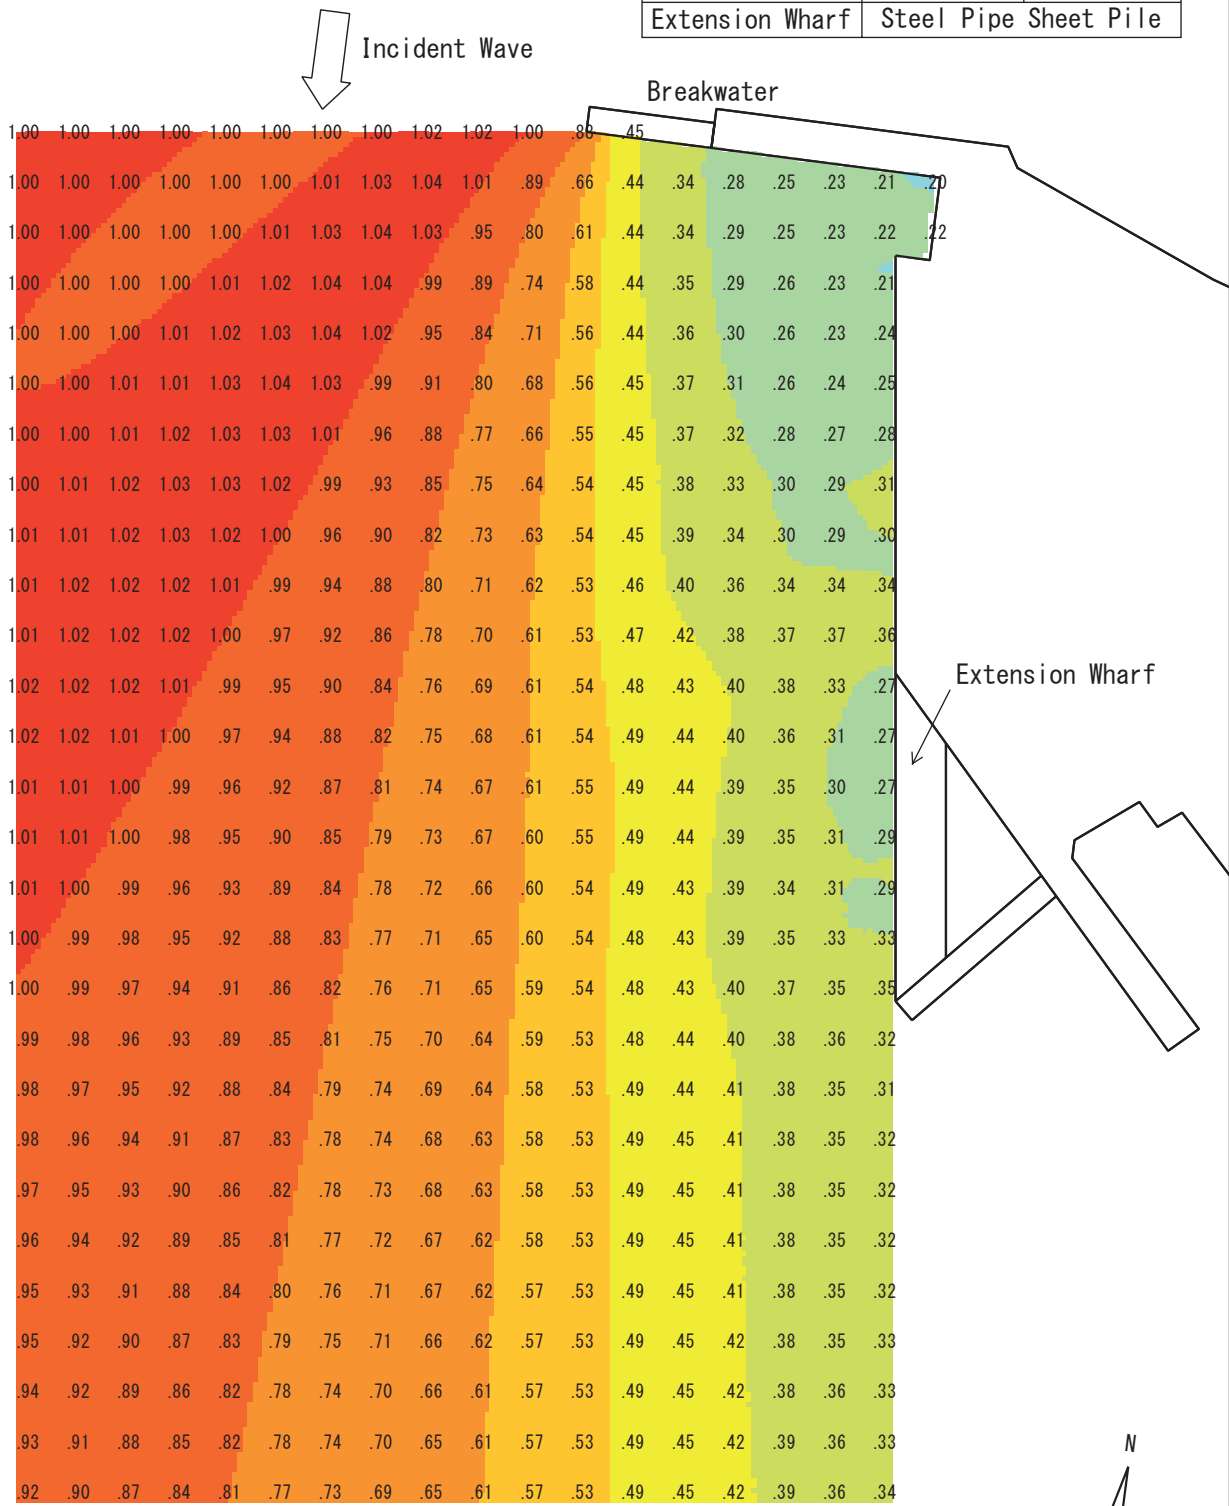 Extension Wharf Steel Pipe Sheet Pile
Incident Wave
Breakwater
1.00 1.00 1.00 1.00 1.00 1.00 1.00 1.00 1.02 1.02 1.00 .88 .45
1.00 1.00 1.00 1.00 1.00 1.00 1.01 1.03 1.04 1.01 .89 .66 .44 .34 .28 .25 .23 .21 .20
1.00 1.00 1.00 1.00 1.00 1.01 1.03 1.04 1.03 .95 .80 .61 .44 .34 .29 .25 .23 .22 .22
1.00 1.00 1.00 1.00 1.01 1.02 1.04 1.04 .99 .89 .74 .58 .44 .35 .29 .26 .23 .21
1.00 1.00 1.00 1.01 1.02 1.03 1.04 1.02 .95 .84 .71 .56 .44 .36 .30 .26 .23 .24
1.00 1.00 1.01 1.01 1.03 1.04 1.03 .99 .91 .80 .68 .56 .45 .37 .31 .26 .24 .25
1.00 1.00 1.01 1.02 1.03 1.03 1.01 .96 .88 .77 .66 .55 .45 .37 .32 .28 .27 .28
1.00 1.01 1.02 1.03 1.03 1.02 .99 .93 .85 .75 .64 .54 .45 .38 .33 .30 .29 .31
1.01 1.01 1.02 1.03 1.02 1.00 .96 .90 .82 .73 .63 .54 .45 .39 .34 .30 .29 .30
1.01 1.02 1.02 1.02 1.01 .99 .94 .88 .80 .71 .62 .53 .46 .40 .36 .34 .34 .34
1.01 1.02 1.02 1.02 1.00 .97 .92 .86 .78 .70 .61 .53 .47 .42 .38 .37 .37 .36
Extension Wharf
1.02 1.02 1.02 1.01 .99 .95 .90 .84 .76 .69 .61 .54 .48 .43 .40 .38 .33 .27
1.02 1.02 1.01 1.00 .97 .94 .88 .82 .75 .68 .61 .54 .49 .44 .40 .36 .31 .27
1.01 1.01 1.00 .99 .96 .92 .87 .81 .74 .67 .61 .55 .49 .44 .39 .35 .30 .27
1.01 1.01 1.00 .98 .95 .90 .85 .79 .73 .67 .60 .55 .49 .44 .39 .35 .31 .29
1.01 1.00 .99 .96 .93 .89 .84 .78 .72 .66 .60 .54 .49 .43 .39 .34 .31 .29
1.00 .99 .98 .95 .92 .88 .83 .77 .71 .65 .60 .54 .48 .43 .39 .35 .33 .33
1.00 .99 .97 .94 .91 .86 .82 .76 .71 .65 .59 .54 .48 .43 .40 .37 .35 .35
.99 .98 .96 .93 .89 .85 .81 .75 .70 .64 .59 .53 .48 .44 .40 .38 .36 .32
.98 .97 .95 .92 .88 .84 .79 .74 .69 .64 .58 .53 .49 .44 .41 .38 .35 .31
.98 .96 .94 .91 .87 .83 .78 .74 .68 .63 .58 .53 .49 .45 .41 .38 .35 .32
.97 .95 .93 .90 .86 .82 .78 .73 .68 .63 .58 .53 .49 .45 .41 .38 .35 .32
.96 .94 .92 .89 .85 .81 .77 .72 .67 .62 .58 .53 .49 .45 .41 .38 .35 .32
.95 .93 .91 .88 .84 .80 .76 .71 .67 .62 .57 .53 .49 .45 .41 .38 .35 .32
.95 .92 .90 .87 .83 .79 .75 .71 .66 .62 .57 .53 .49 .45 .42 .38 .35 .33
.94 .92 .89 .86 .82 .78 .74 .70 .66 .61 .57 .53 .49 .45 .42 .38 .36 .33
.93 .91 .88 .85 .82 .78 .74 .70 .65 .61 .57 .53 .49 .45 .42 .39 .36 .33
N
.92 .90 .87 .84 .81 .77 .73 .69 .65 .61 .57 .53 .49 .45 .42 .39 .36 .34